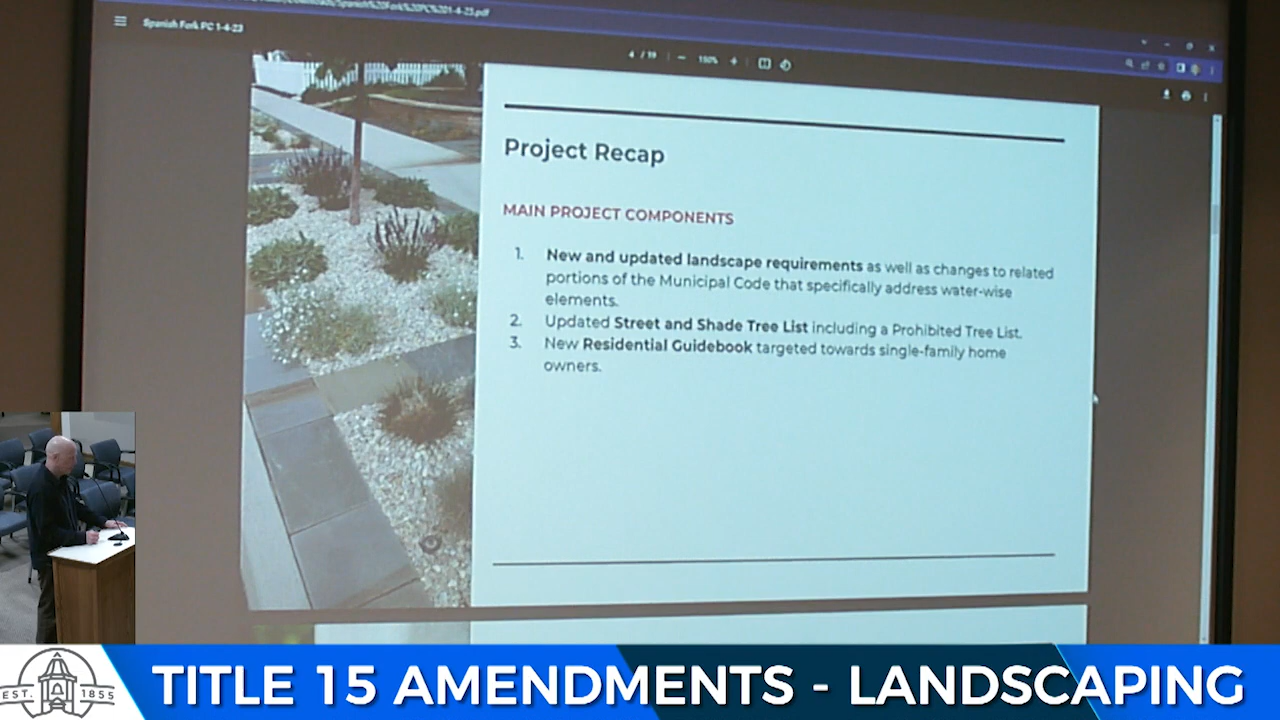 Spanish Fork PC 1-4-23
4 / 19
150%
Project Recap
MAIN PROJECT COMPONENTS
1. New and updated landscape requirements as well as changes to related
portions of the Municipal Code that specifically address water-wise
elements.
2. Updated Street and Shade Tree List including a Prohibited Tree List.
3. New Residential Guidebook targeted towards single-family home
owners.
EST. 1855
TITLE 15 AMENDMENTS - LANDSCAPING